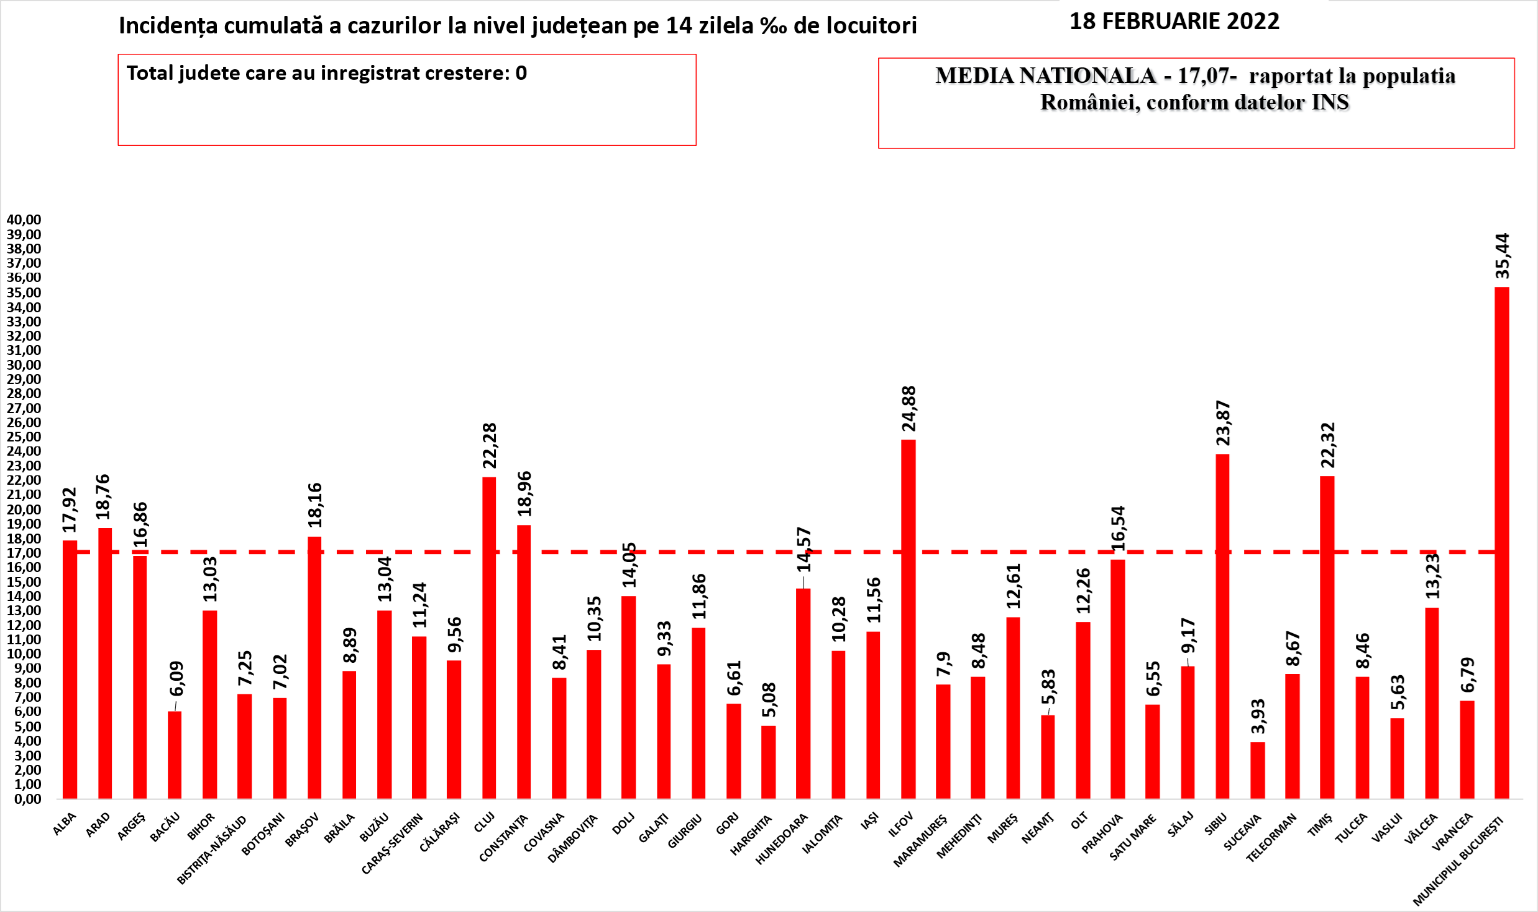 Incidența cumulată a cazurilor la nivel județean pe 14 zilela ‰ de locuitori
18 FEBRUARIE 2022
Total judete care au inregistrat crestere: 0
MEDIA NATIONALA - 17,07- raportat la populatia
României, conform datelor INS
40,00
39,00
38,00
37,00
36,00
35,00
34,00
33,00
32,00
31,00
30,00
29,00
28,00
27,00
26,00
25,00
24,00
23,00
22,00
21,00
20,00
19,00
18,00
17,00
16,00
15,00
14,00
13,00
12,00
11,00
10,00
9,00
8,00
7,00
6,00
5,00
4,00
3,00
2,00
1,00
0,00
17,92
18,76
16,86
6,09
13,03
7,25
7,02
18,16
8,89
13,04
11,24
9,56
22,28
18,96
8,41
10,35
14,05
9,33
11,86
6,61
5,08
14,57
10,28
11,56
24,88
7,9
8,48
12,61
5,83
12,26
16,54
6,55
9,17
23,87
3,93
8,67
22,32
8,46
5,63
13,23
6,79
35,44
ALBA
ARAD
ARGEȘ
BACĂU
BIHOR
BISTRIȚA-NĂSĂUD
BOTOȘANI
BRAȘOV
BRĂILA
BUZĂU
CARAȘ-SEVERIN
CĂLĂRAȘI
CLUJ
CONSTANȚA
COVASNA
DÂMBOVIȚA
DOLJ
GALAȚI
GIURGIU
GORJ
HARGHITA
HUNEDOARA
IALOMIȚA
IAȘI
ILFOV
MARAMUREȘ
MEHEDINȚI
MUREȘ
NEAMȚ
OLT
PRAHOVA
SATU MARE
SĂLAJ
SIBIU
SUCEAVA
TELEORMAN
TIMIȘ
TULCEA
VASLUI
VÂLCEA
VRANCEA
MUNICIPIUL BUCUREȘTI